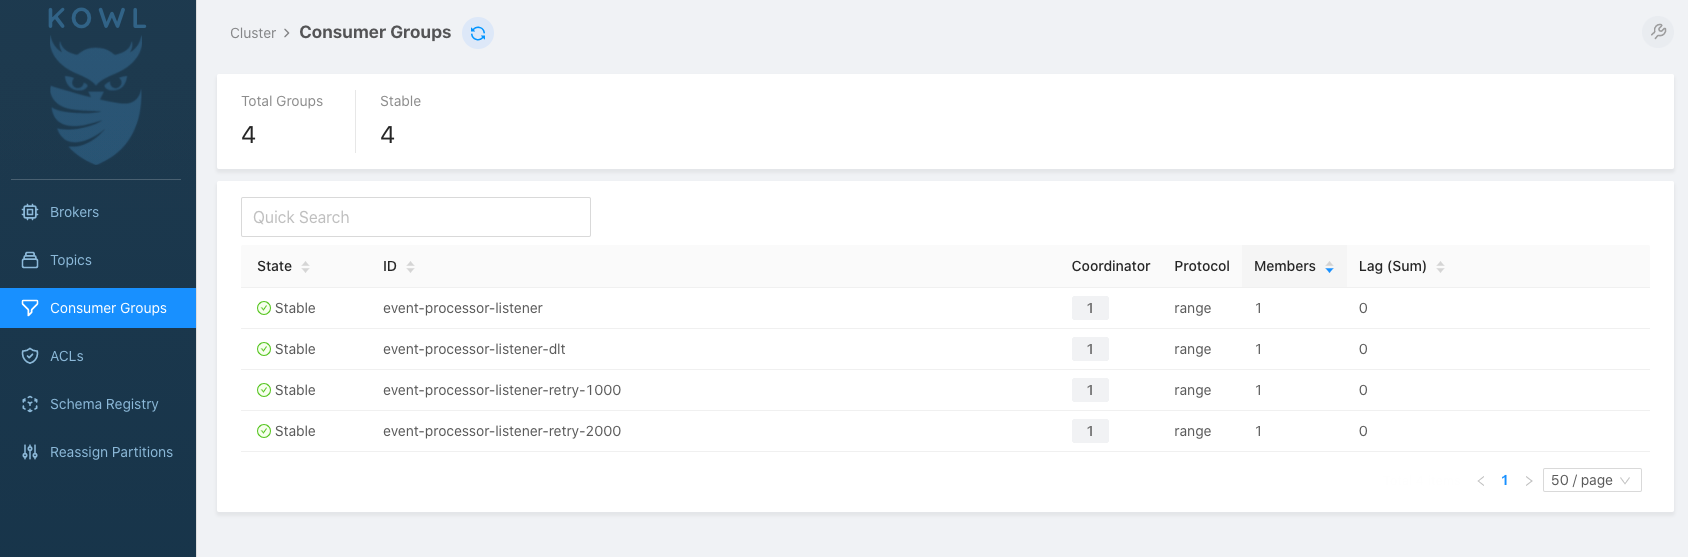 KOWL
Brokers
Topics
Consumer Groups
ACLs
Schema Registry
Reassign Partitions
Cluster > Consumer Groups
Total Groups
4
Stable
4
Quick Search
State ID Coordinator Protocol Members Lag (Sum)
Stable event-processor-listener 1 range 1 0
Stable event-processor-listener-dlt 1 range 1 0
Stable event-processor-listener-retry-1000 1 range 1 0
Stable event-processor-listener-retry-2000 1 range 1 0
< 1 > 50 / page